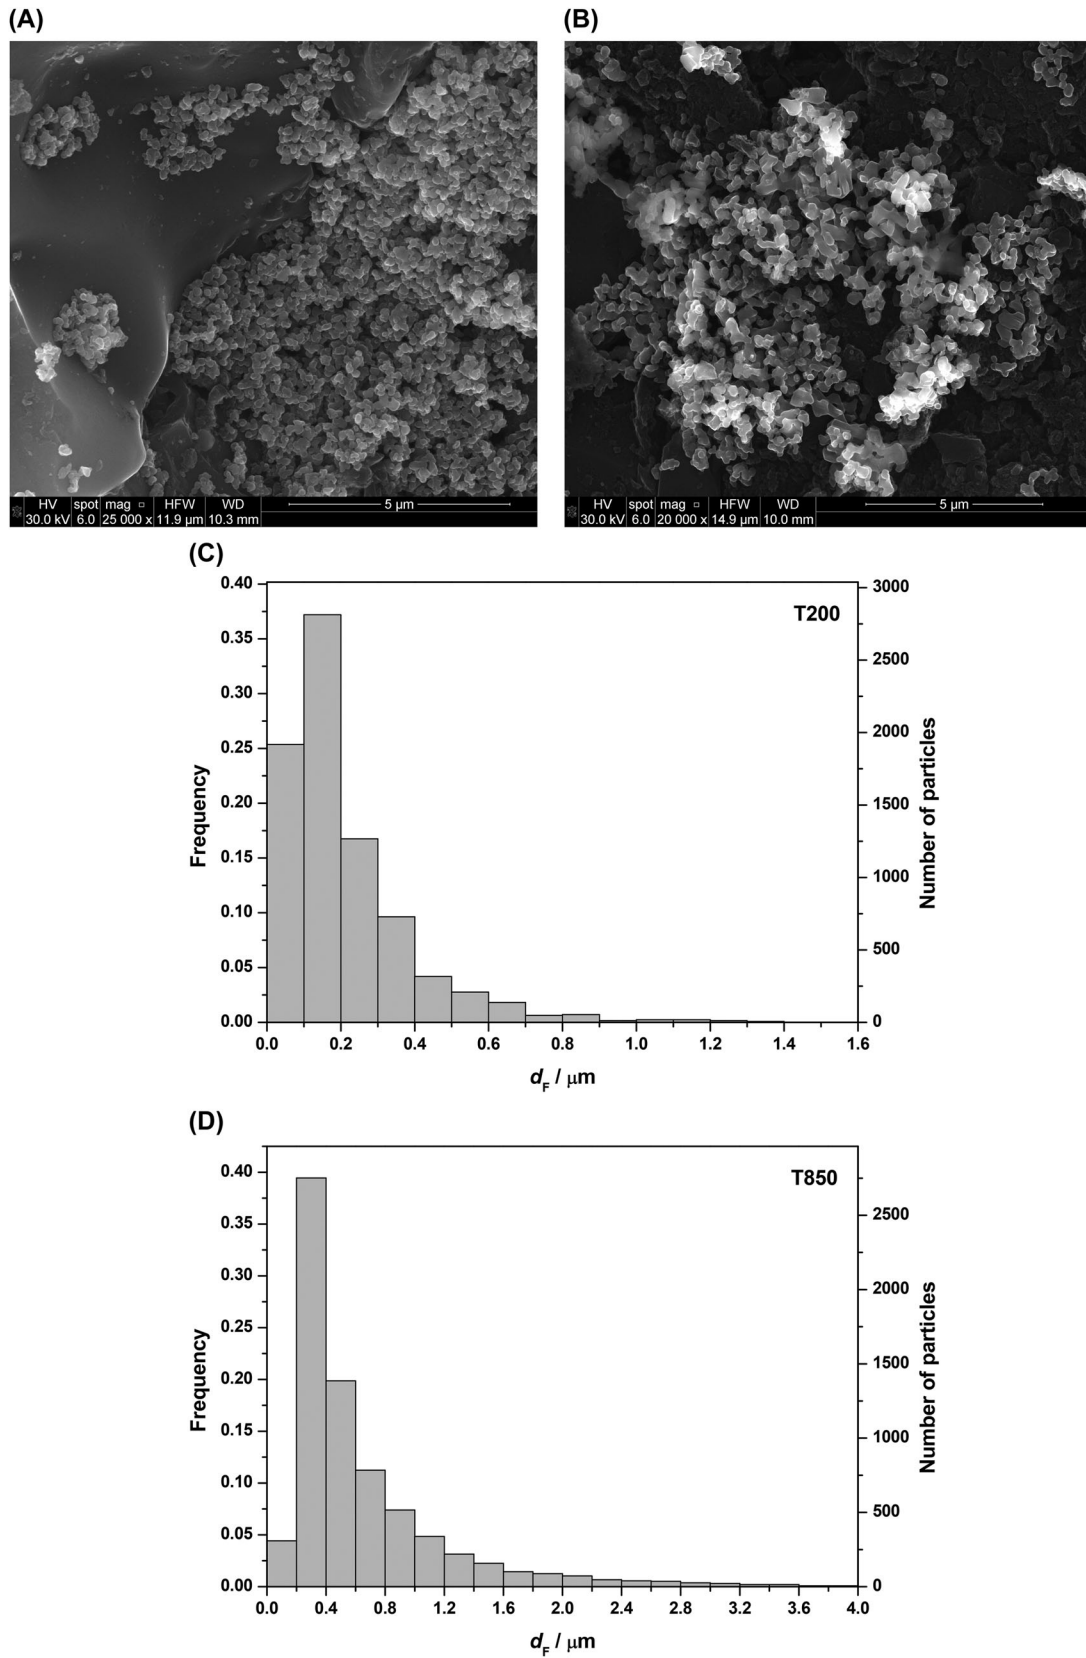 (A)
(B)
HV spot mag □ HFW WD 5 µm
30.0 kV 6.0 25 000 x 11.9 µm 10.3 mm
HV spot mag □ HFW WD 5 µm
30.0 kV 6.0 20 000 x 14.9 µm 10.0 mm
(C)
T200
Frequency
0.40
0.35
0.30
0.25
0.20
0.15
0.10
0.05
0.00
Number of particles
3000
2500
2000
1500
1000
500
0
0.0 0.2 0.4 0.6 0.8 1.0 1.2 1.4 1.6
dF / µm
(D)
T850
Frequency
0.40
0.35
0.30
0.25
0.20
0.15
0.10
0.05
0.00
Number of particles
2500
2000
1500
1000
500
0
0.0 0.4 0.8 1.2 1.6 2.0 2.4 2.8 3.2 3.6 4.0
dF / µm